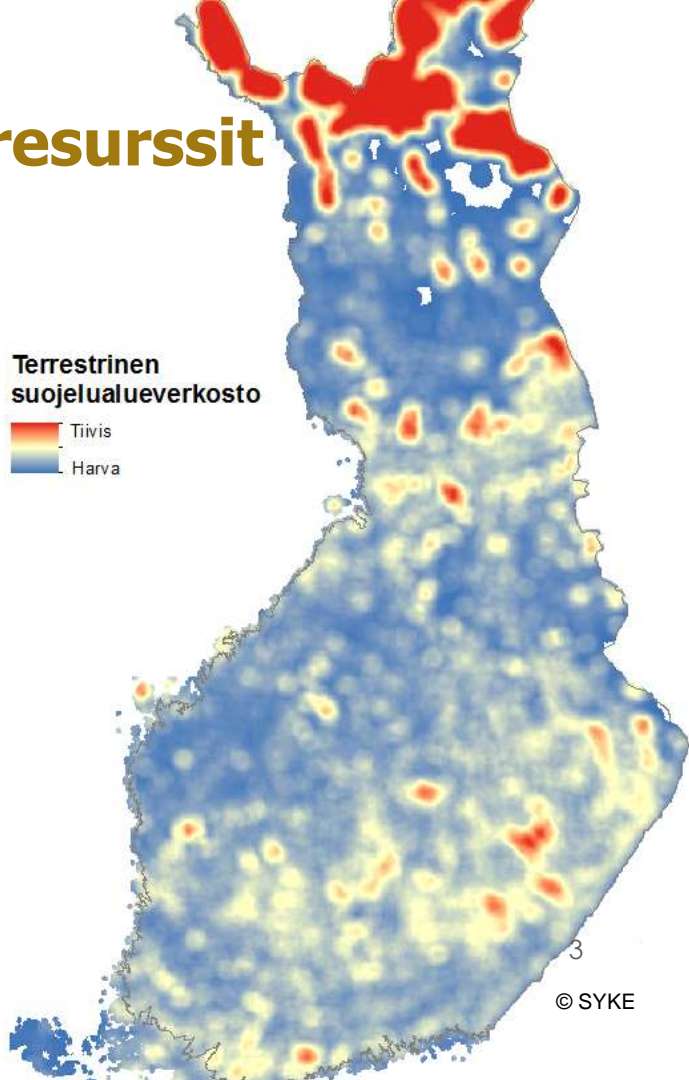 resurssit
Terrestrinen
suojelualueverkosto
Tiivis
Harva
3
© SYKE